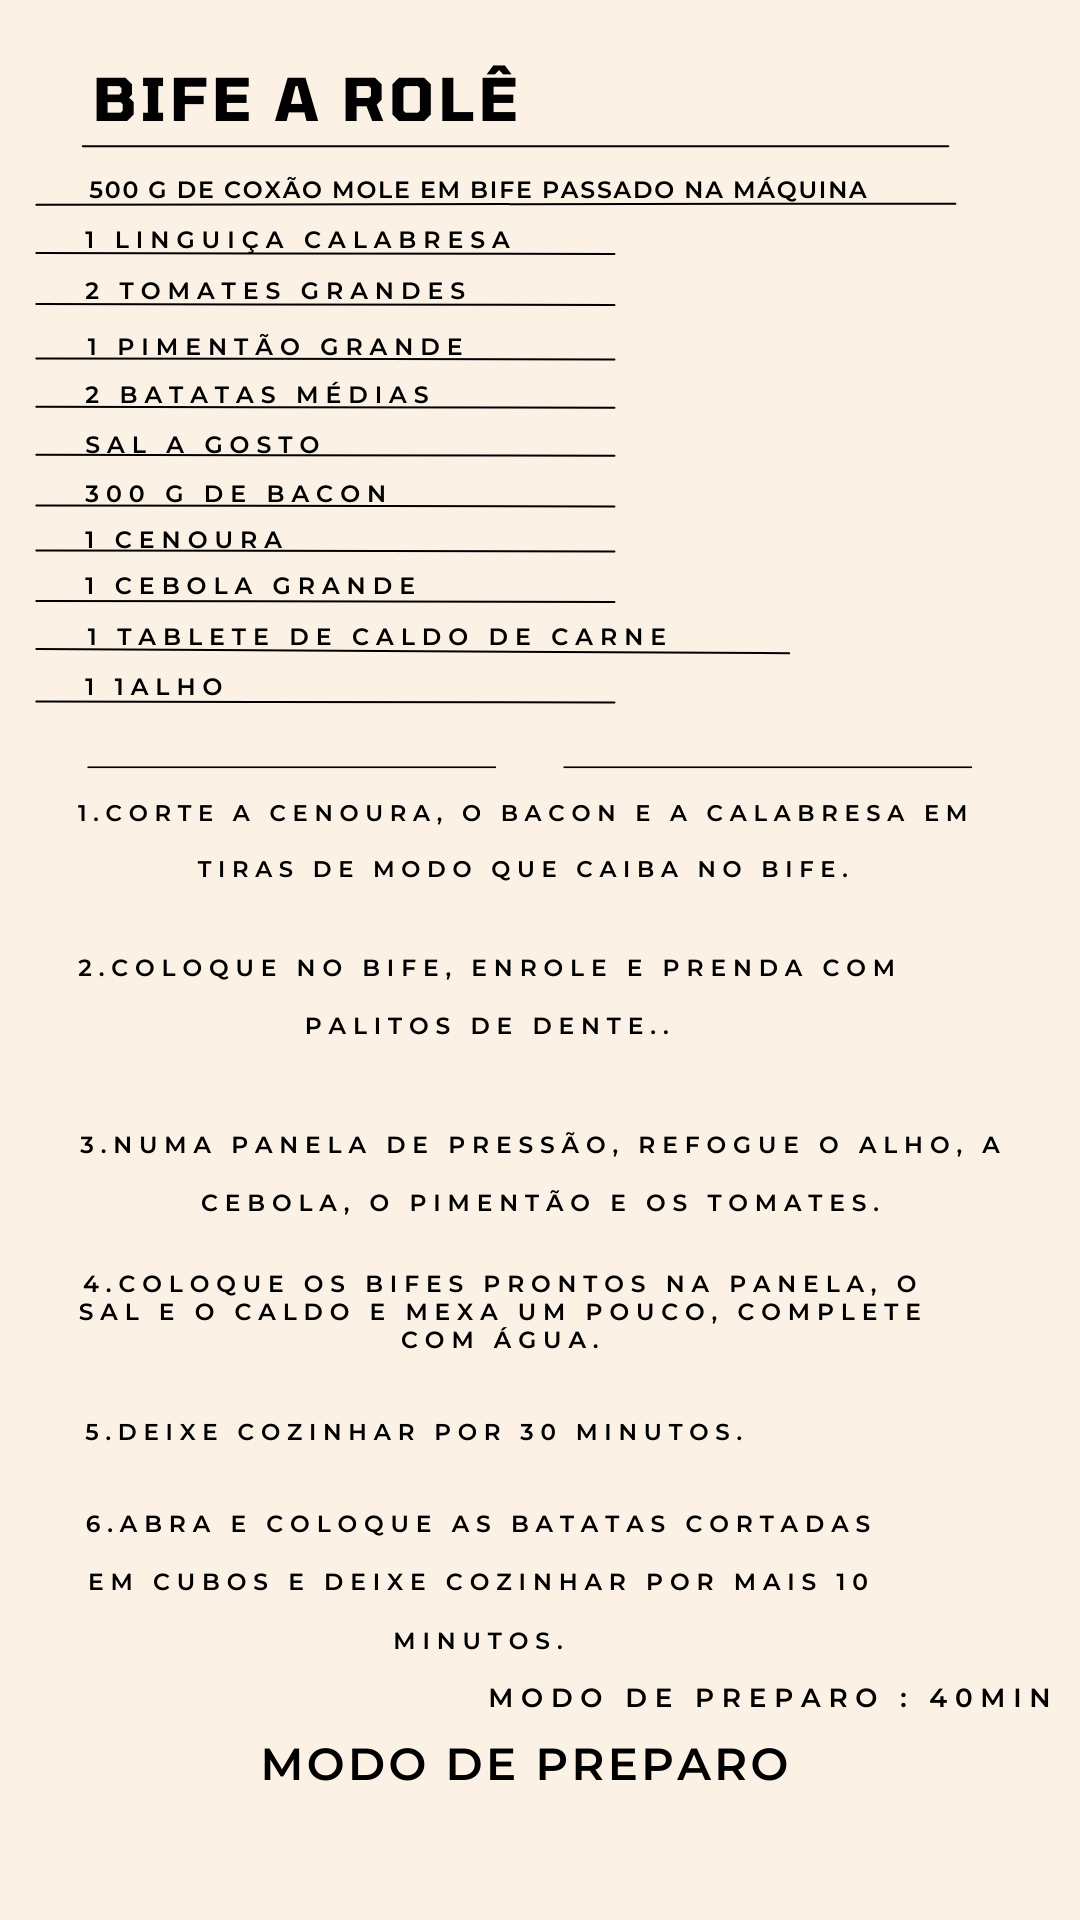 BIFE A ROLÊ
500 G DE COXÃO MOLE EM BIFE PASSADO NA MÁQUINA
1 LINGUIÇA CALABRESA
2 TOMATES GRANDES
1 PIMENTÃO GRANDE
2 BATATAS MÉDIAS
SAL A GOSTO
300 G DE BACON
1 CENOURA
1 CEBOLA GRANDE
1 TABLETE DE CALDO DE CARNE
1 1ALHO
1.CORTE A CENOURA, O BACON E A CALABRESA EM
TIRAS DE MODO QUE CAIBA NO BIFE.
2.COLOQUE NO BIFE, ENROLE E PRENDA COM
PALITOS DE DENTE..
3.NUMA PANELA DE PRESSÃO, REFOGUE O ALHO, A
CEBOLA, O PIMENTÃO E OS TOMATES.
4.COLOQUE OS BIFES PRONTOS NA PANELA, O
SAL E O CALDO E MEXA UM POUCO, COMPLETE
COM ÁGUA.
5.DEIXE COZINHAR POR 30 MINUTOS.
6.ABRA E COLOQUE AS BATATAS CORTADAS
EM CUBOS E DEIXE COZINHAR POR MAIS 10
MINUTOS.
MODO DE PREPARO : 40MIN
MODO DE PREPARO